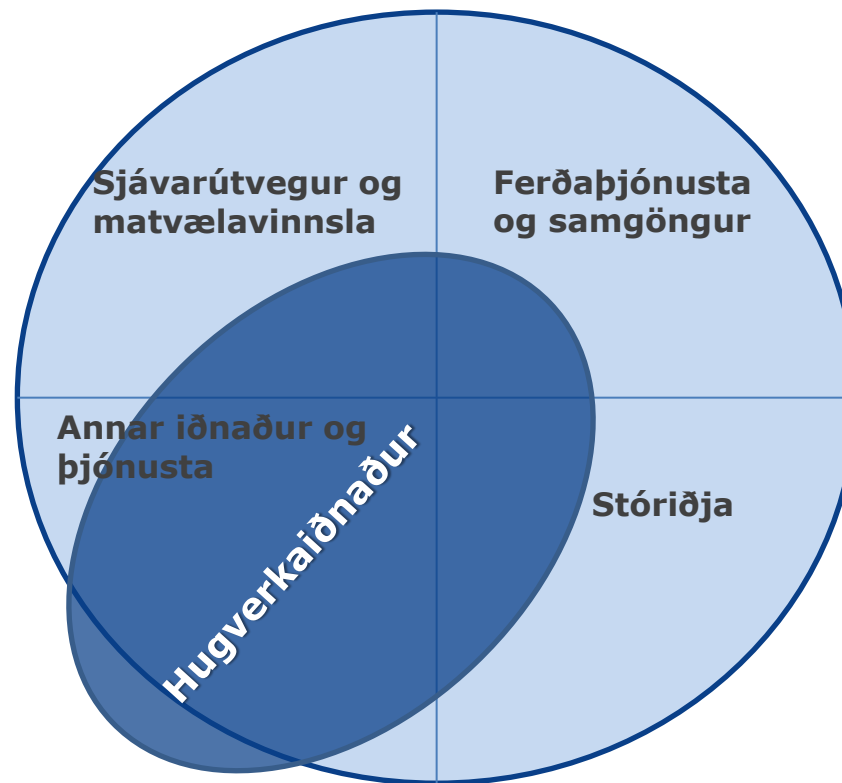 Sjávarútvegur og
matvælavinnsla
Ferðaþjónusta
og samgöngur
Annar iðnaður og
þjónusta
Hugverkaiðnaður
Stóriðja